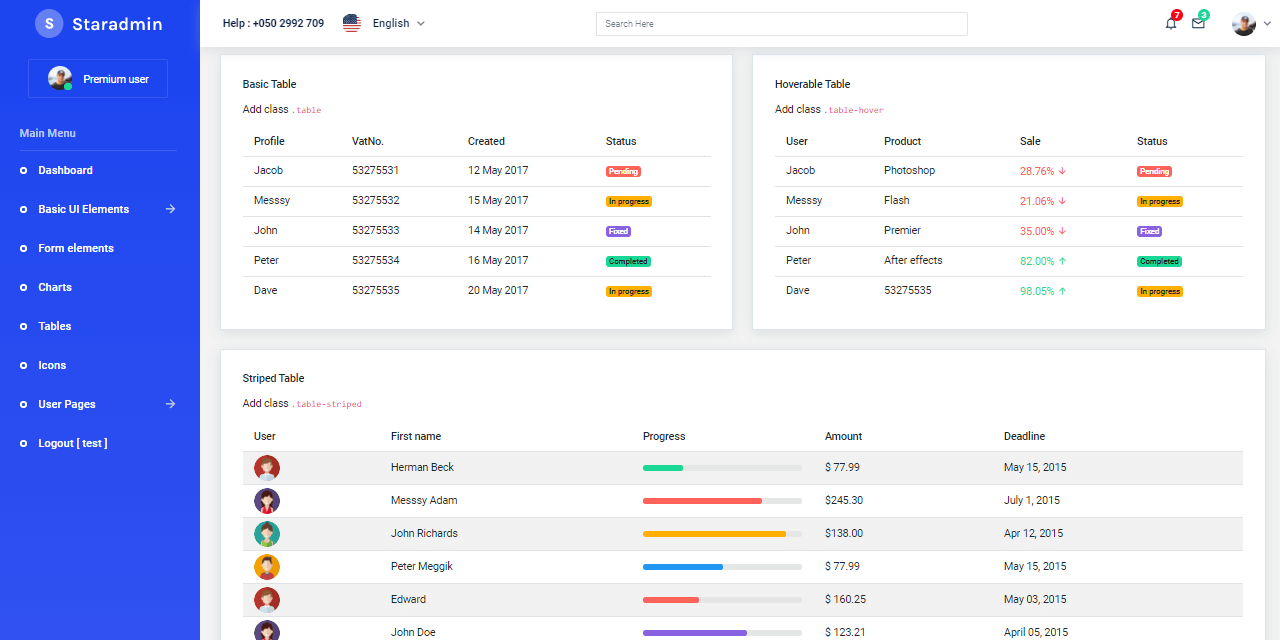 S Staradmin
Help : +050 2992 709
English
Search Here
7
3
Premium user
Main Menu
Dashboard
Basic UI Elements
Form elements
Charts
Tables
Icons
User Pages
Logout [ test ]
Basic Table
Add class .table
Profile VatNo. Created Status
Jacob 53275531 12 May 2017 Pending
Messsy 53275532 15 May 2017 In progress
John 53275533 14 May 2017 Fixed
Peter 53275534 16 May 2017 Completed
Dave 53275535 20 May 2017 In progress
Hoverable Table
Add class .table-hover
User Product Sale Status
Jacob Photoshop 28.76% ↓ Pending
Messsy Flash 21.06% ↓ In progress
John Premier 35.00% ↓ Fixed
Peter After effects 82.00% ↑ Completed
Dave 53275535 98.05% ↑ In progress
Striped Table
Add class .table-striped
User First name Progress Amount Deadline
Herman Beck $ 77.99 May 15, 2015
Messsy Adam $245.30 July 1, 2015
John Richards $138.00 Apr 12, 2015
Peter Meggik $ 77.99 May 15, 2015
Edward $ 160.25 May 03, 2015
John Doe $ 123.21 April 05, 2015